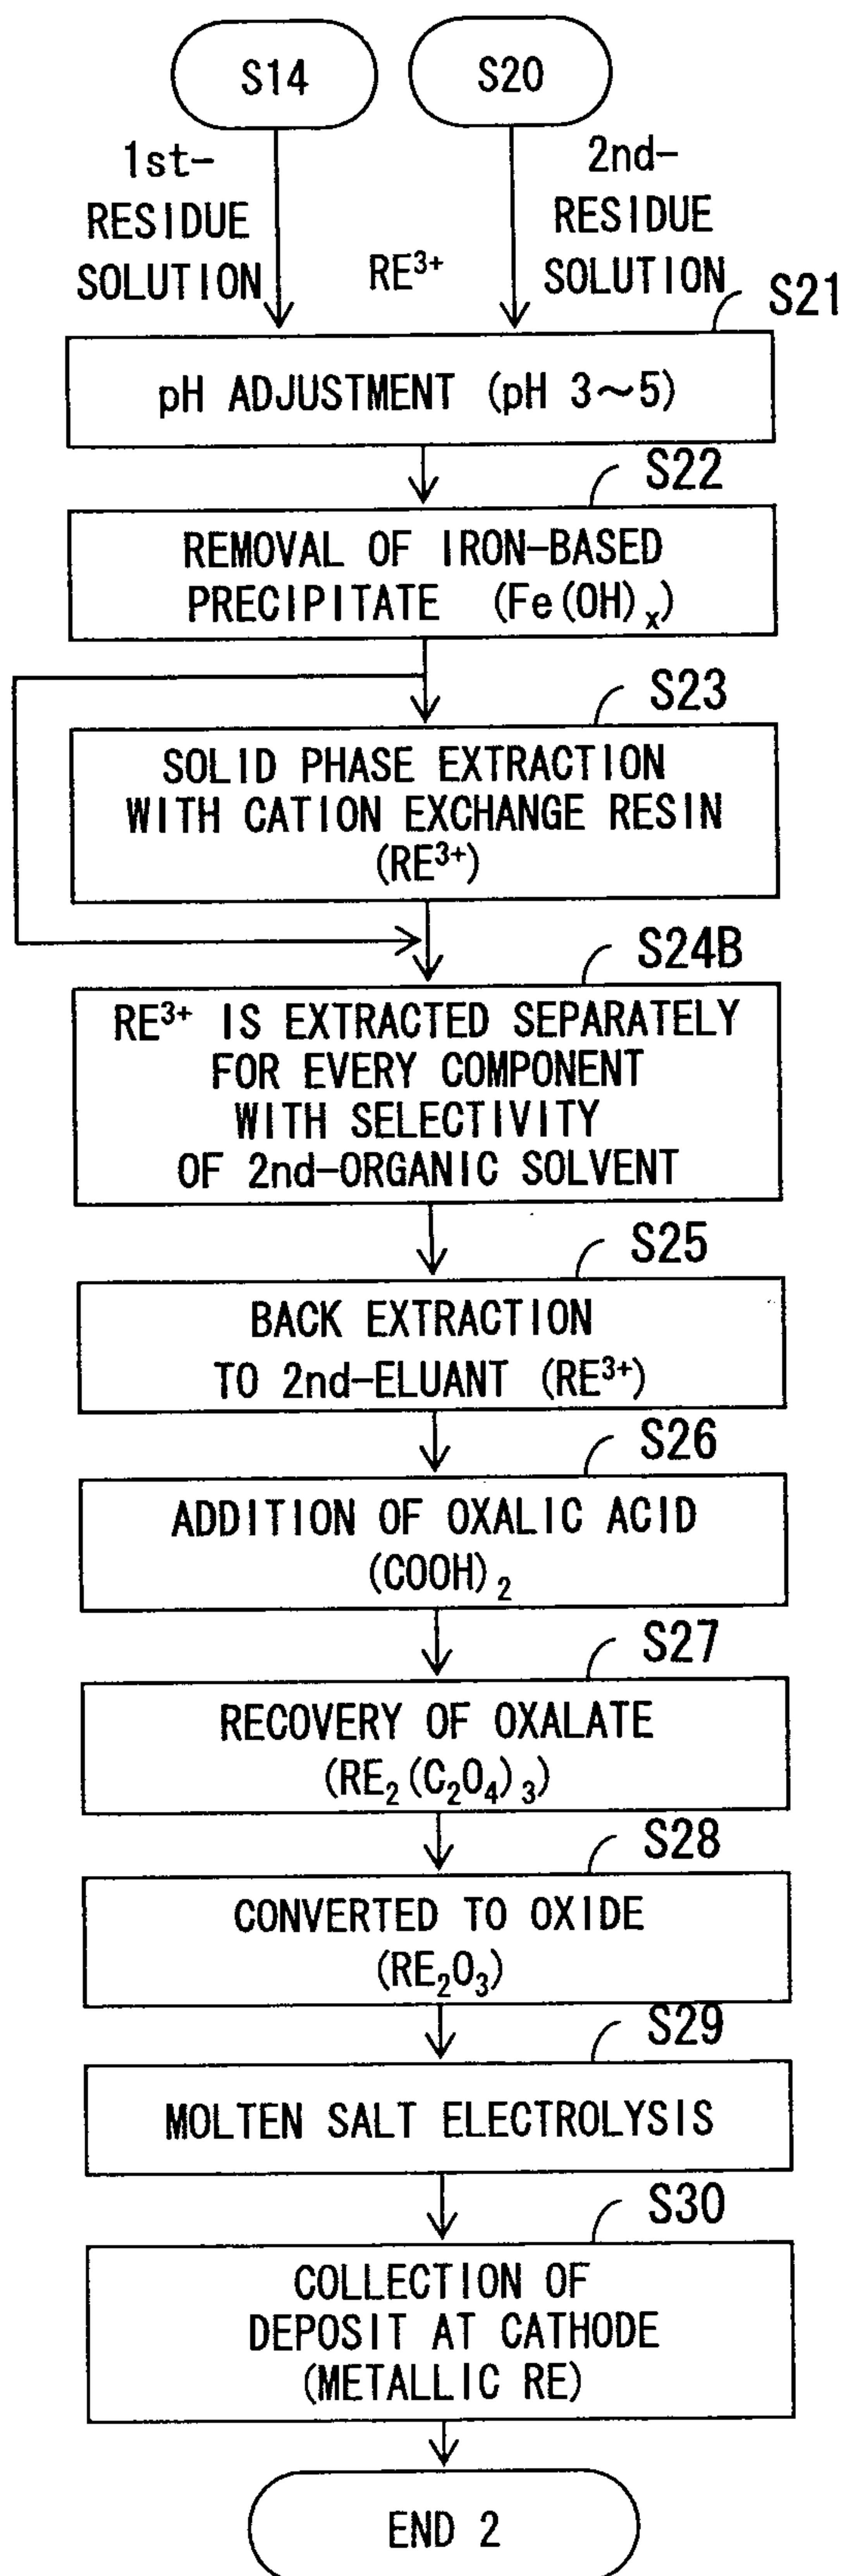 S14
S20
1st-
RESIDUE
SOLUTION
RE³⁺
2nd-
RESIDUE
SOLUTION
S21
pH ADJUSTMENT (pH 3～5)
S22
REMOVAL OF IRON-BASED
PRECIPITATE (Fe(OH)ₓ)
S23
SOLID PHASE EXTRACTION
WITH CATION EXCHANGE RESIN
(RE³⁺)
S24B
RE³⁺ IS EXTRACTED SEPARATELY
FOR EVERY COMPONENT
WITH SELECTIVITY
OF 2nd-ORGANIC SOLVENT
S25
BACK EXTRACTION
TO 2nd-ELUANT (RE³⁺)
S26
ADDITION OF OXALIC ACID
(COOH)₂
S27
RECOVERY OF OXALATE
(RE₂(C₂O₄)₃)
S28
CONVERTED TO OXIDE
(RE₂O₃)
S29
MOLTEN SALT ELECTROLYSIS
S30
COLLECTION OF
DEPOSIT AT CATHODE
(METALLIC RE)
END 2